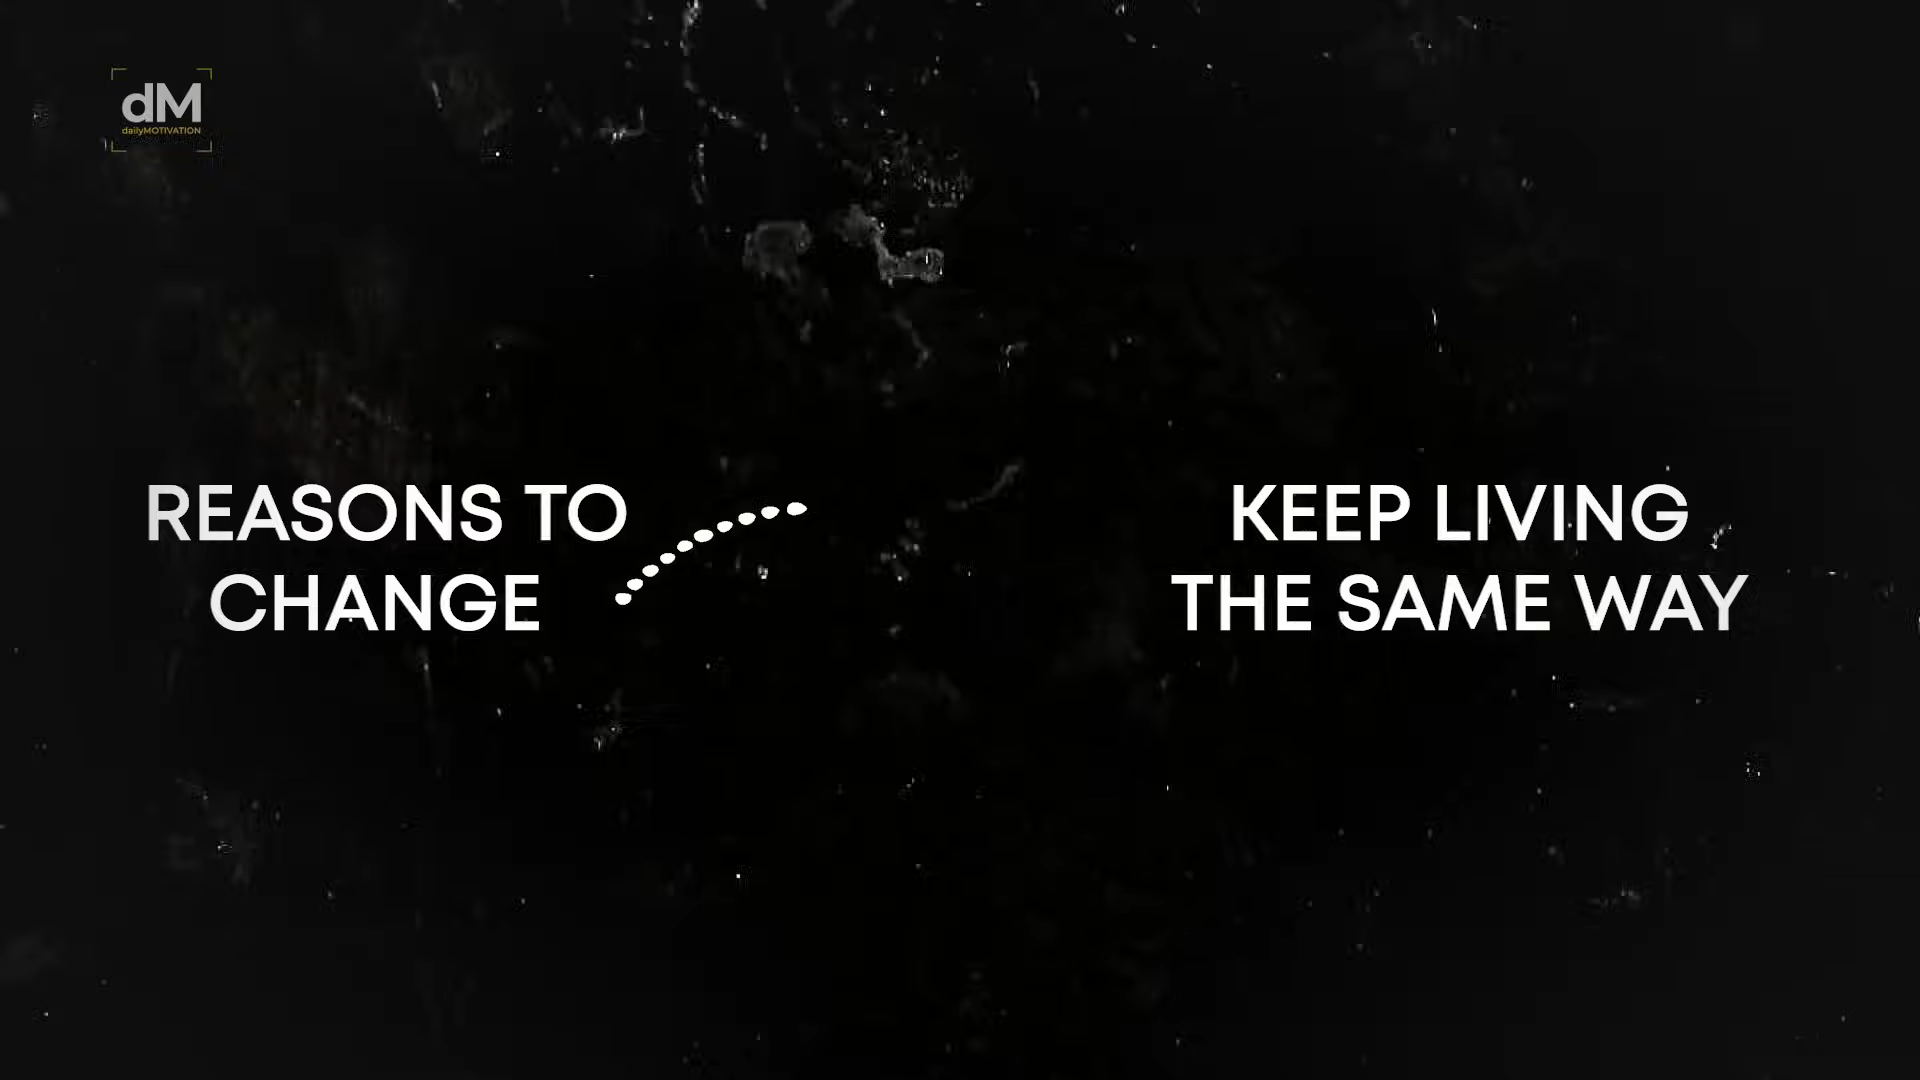 dM
dailyMOTIVATION
REASONS TO
CHANGE
KEEP LIVING
THE SAME WAY